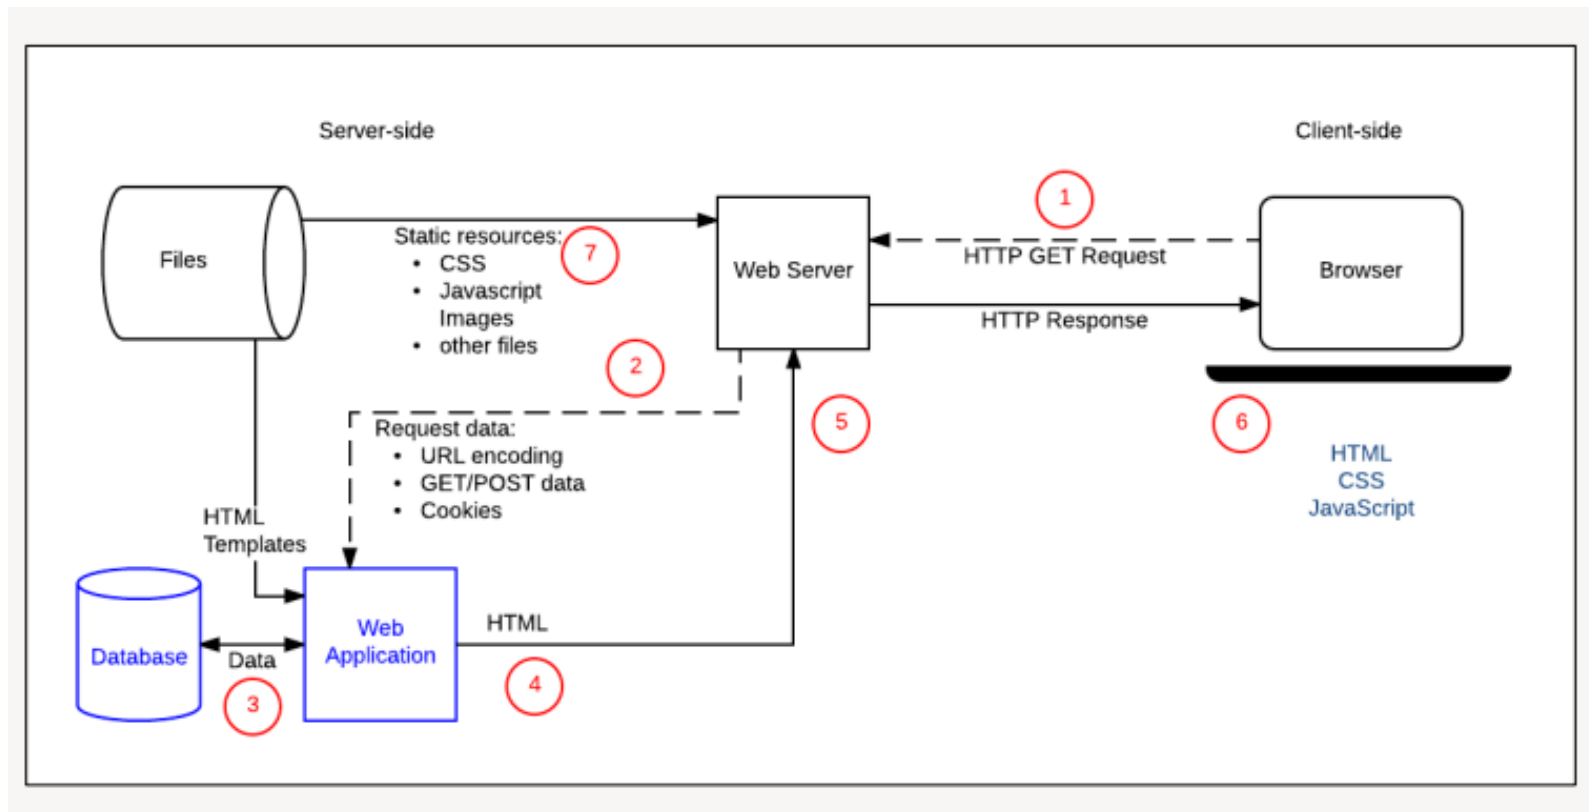 Server-side
Client-side
Files
Static resources:
• CSS
• Javascript
Images
• other files
7
Web Server
1
HTTP GET Request
HTTP Response
Browser
2
Request data:
• URL encoding
• GET/POST data
• Cookies
5
6
HTML
CSS
JavaScript
HTML
Templates
Database
Data
3
Web
Application
HTML
4